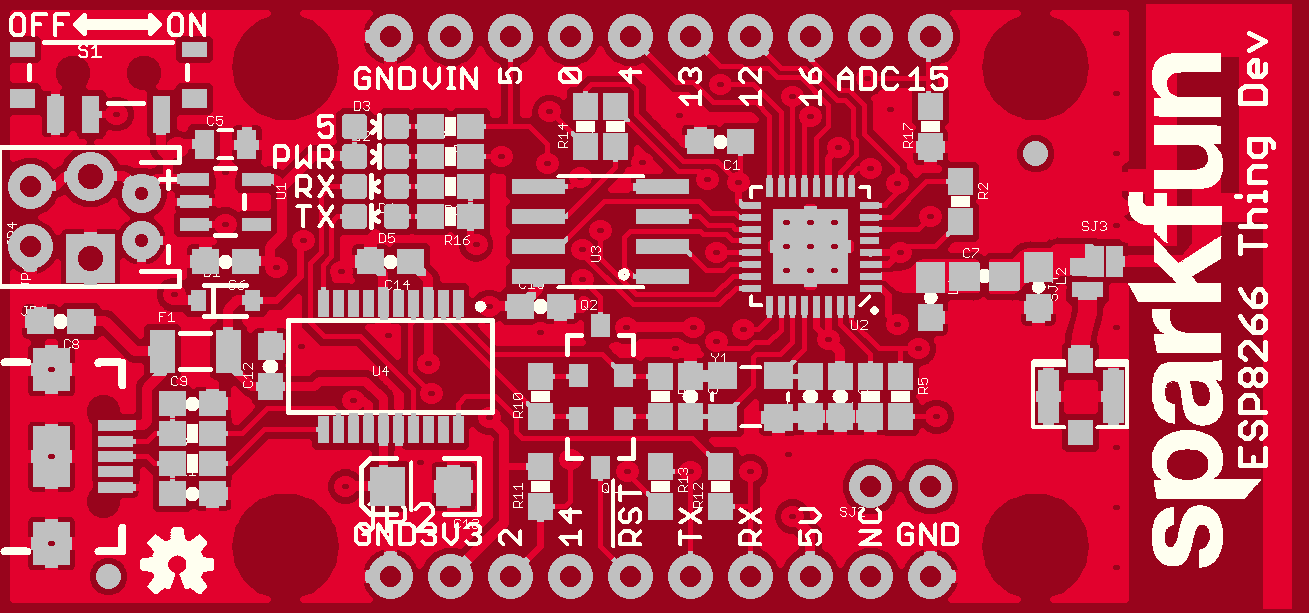 OFF ON
S1
GND VIN 5 0 4 13 12 16 ADC 15
D3
5
PWR
RX
TX
C5
U1
R14
C1
R17
R2
D5
R16
U3
C14
C7
SJ3
L2
F1
C8
C9
C12
U4
Q2
U2
Y1
R5
R10
R11
R13
R12
SJ2
GND 3V3 2 14 RST TX RX 5V NC GND
sparkfun
ESP8266 Thing Dev